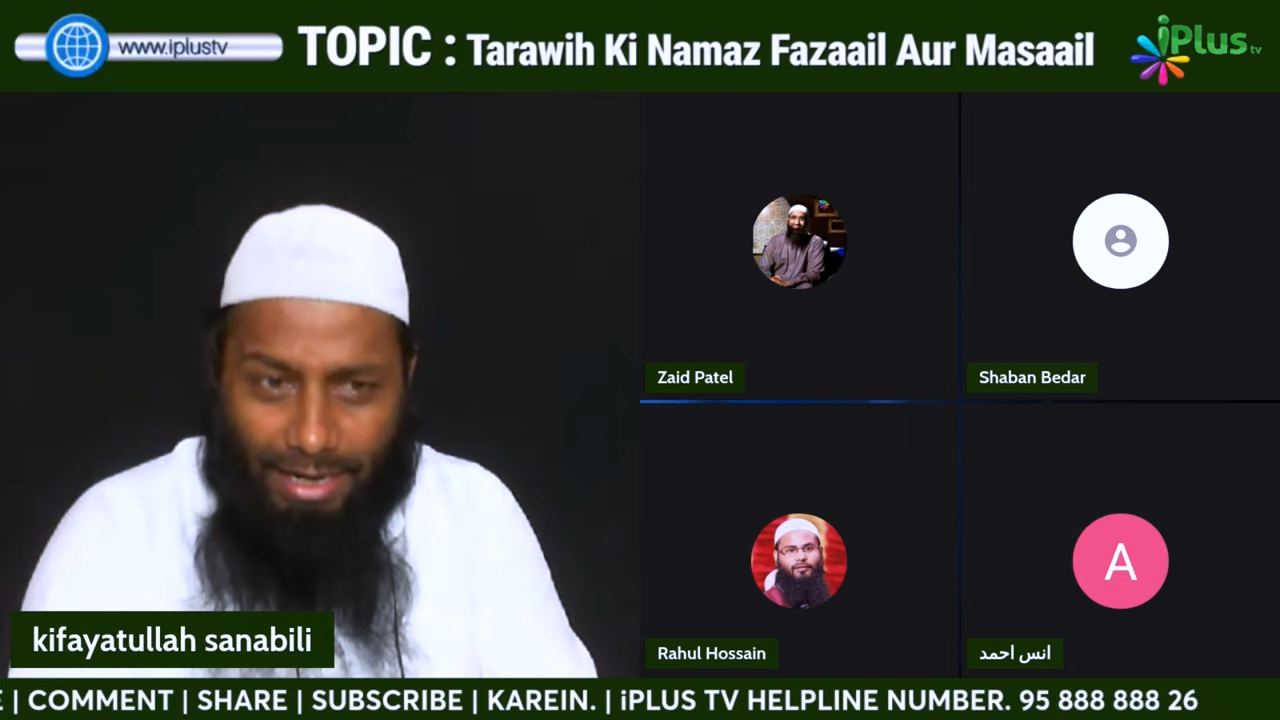 www.iplustv
TOPIC : Tarawih Ki Namaz Fazaail Aur Masaail
iPlus tv
Zaid Patel
Shaban Bedar
kifayatullah sanabili
Rahul Hossain
A
انس احمد
| COMMENT | SHARE | SUBSCRIBE | KAREIN. | iPLUS TV HELPLINE NUMBER. 95 888 888 26